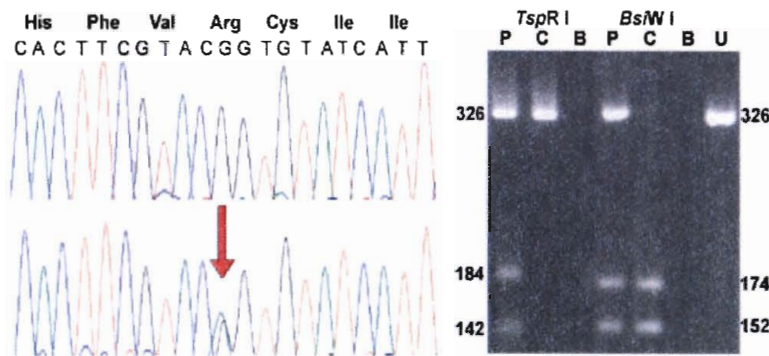 His Phe Val Arg Cys Ile Ile
C A C T T C G T A C G G T G T A T C A T T
TspR I BsiW I
P C B P C B U
326 326
184 174
142 152